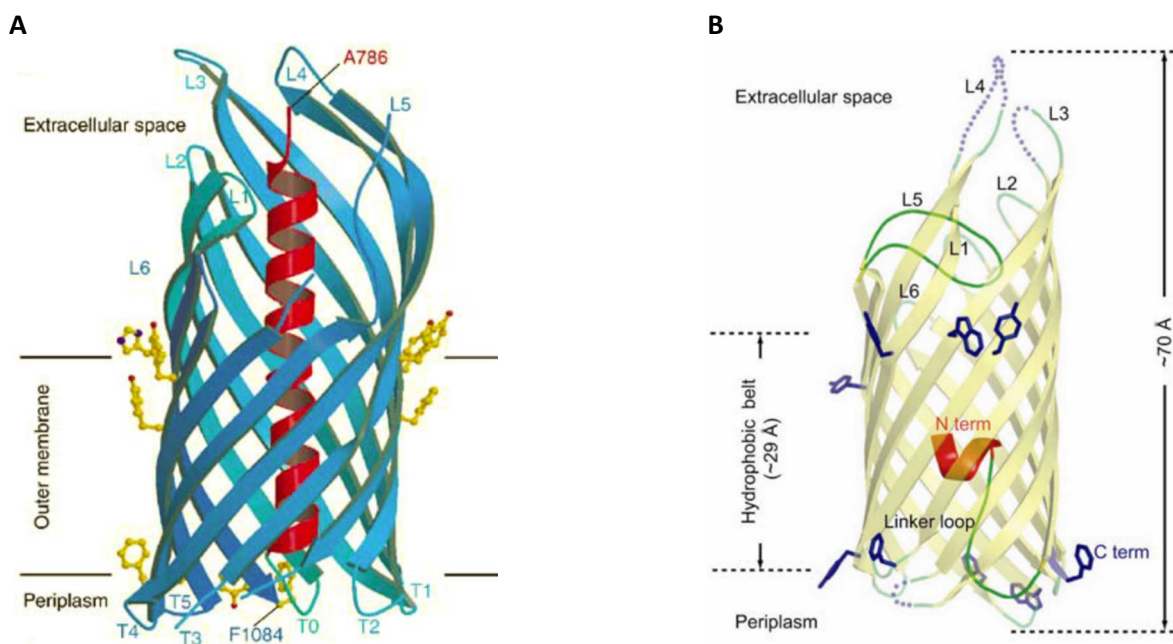 A
A786
L3
L4
L5
Extracellular space
L2
L1
L6
Outer membrane
Periplasm
T4
T5
T3
F1084
T0
T2
T1
B
Extracellular space
L4
L3
L2
L5
L1
L6
Hydrophobic belt
(~29 Å)
~70 Å
N term
Linker loop
C term
Periplasm